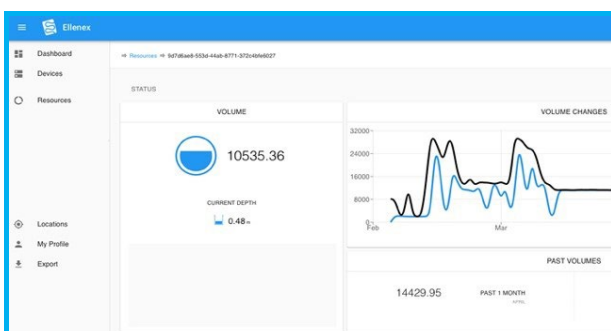 Ellenex
Dashboard
Devices
Resources
Locations
My Profile
Export
Resources
9d7d6ae8-553d-44ab-8771-372c4bfe6027
STATUS
VOLUME
10535.36
CURRENT DEPTH
0.48
VOLUME CHANGES
32000
24000
16000
8000
0
Feb
Mar
PAST VOLUMES
14429.95
PAST 1 MONTH
APRIL